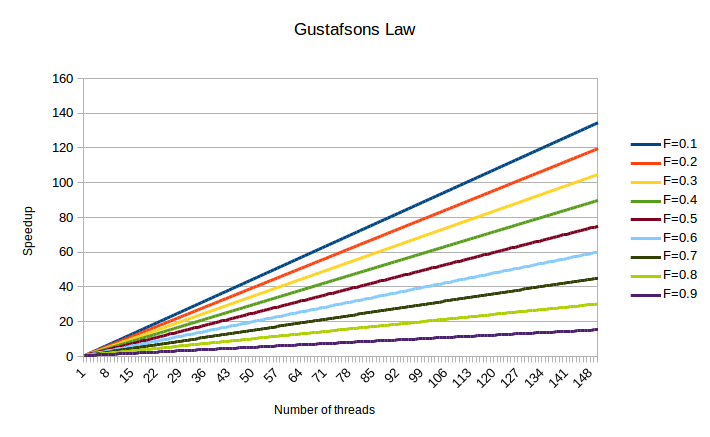 Gustafsons Law
Speedup
160
140
120
100
80
60
40
20
0
1 8 15 22 29 36 43 50 57 64 71 78 85 92 99 106 113 120 127 134 141 148
Number of threads
F=0.1
F=0.2
F=0.3
F=0.4
F=0.5
F=0.6
F=0.7
F=0.8
F=0.9